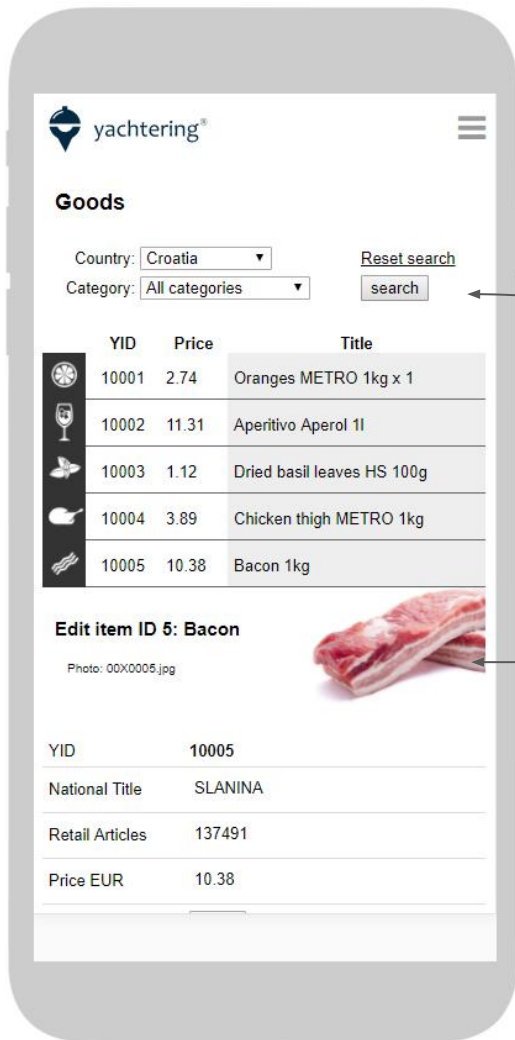 yachtering®
Goods
Country: Croatia Reset search
Category: All categories search
YID Price Title
10001 2.74 Oranges METRO 1kg x 1
10002 11.31 Aperitivo Aperol 1l
10003 1.12 Dried basil leaves HS 100g
10004 3.89 Chicken thigh METRO 1kg
10005 10.38 Bacon 1kg
Edit item ID 5: Bacon
Photo: 00X0005.jpg
YID 10005
National Title SLANINA
Retail Articles 137491
Price EUR 10.38